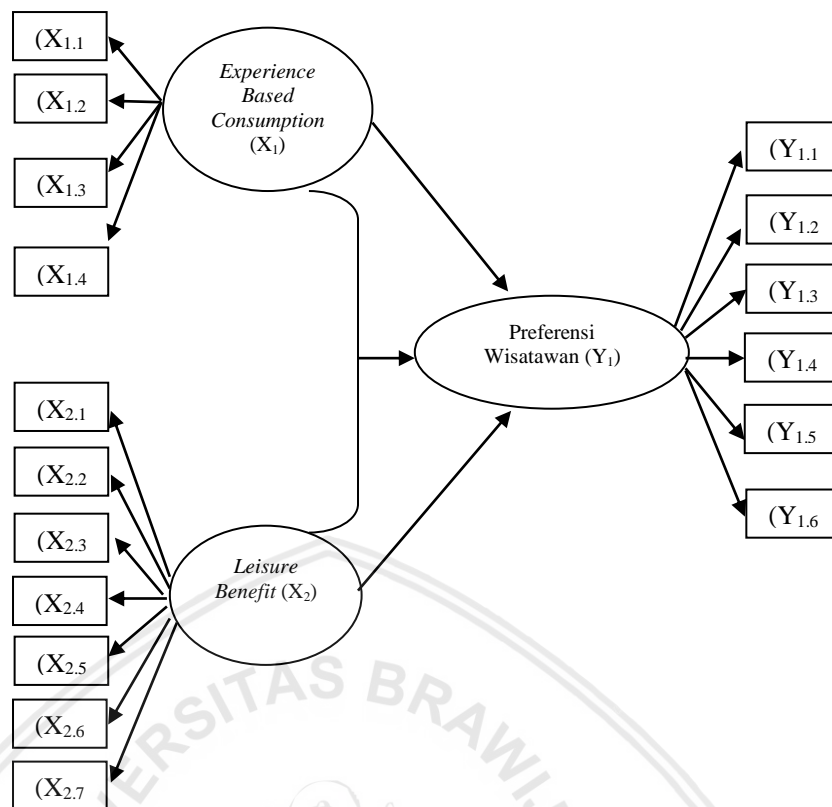 (X1.1
(X1.2
(X1.3
(X1.4
Experience
Based
Consumption
(X1)
(X2.1
(X2.2
(X2.3
(X2.4
(X2.5
(X2.6
(X2.7
Leisure
Benefit (X2)
Preferensi
Wisatawan (Y1)
(Y1.1
(Y1.2
(Y1.3
(Y1.4
(Y1.5
(Y1.6
VERSITAS BRAWI